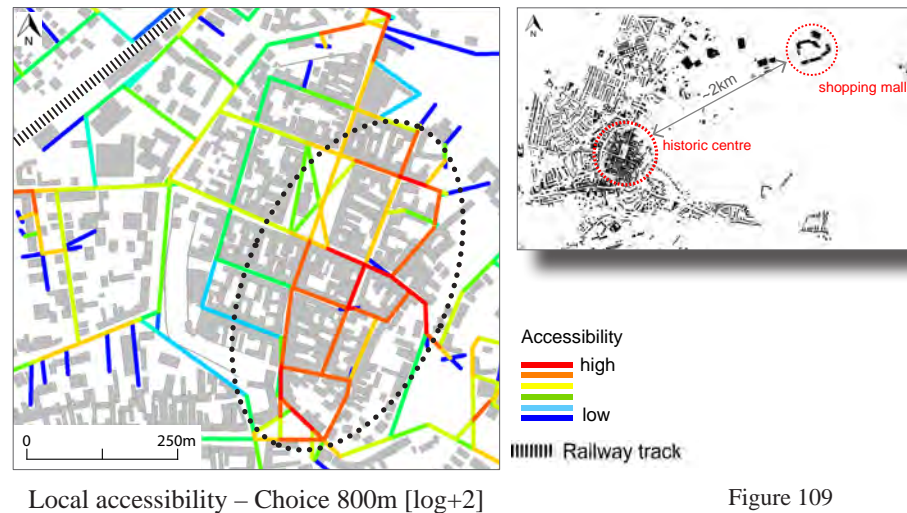 N
0 250m
Local accessibility – Choice 800m [log+2]
N
~2km
shopping mall
historic centre
Accessibility
high
low
Railway track
Figure 109